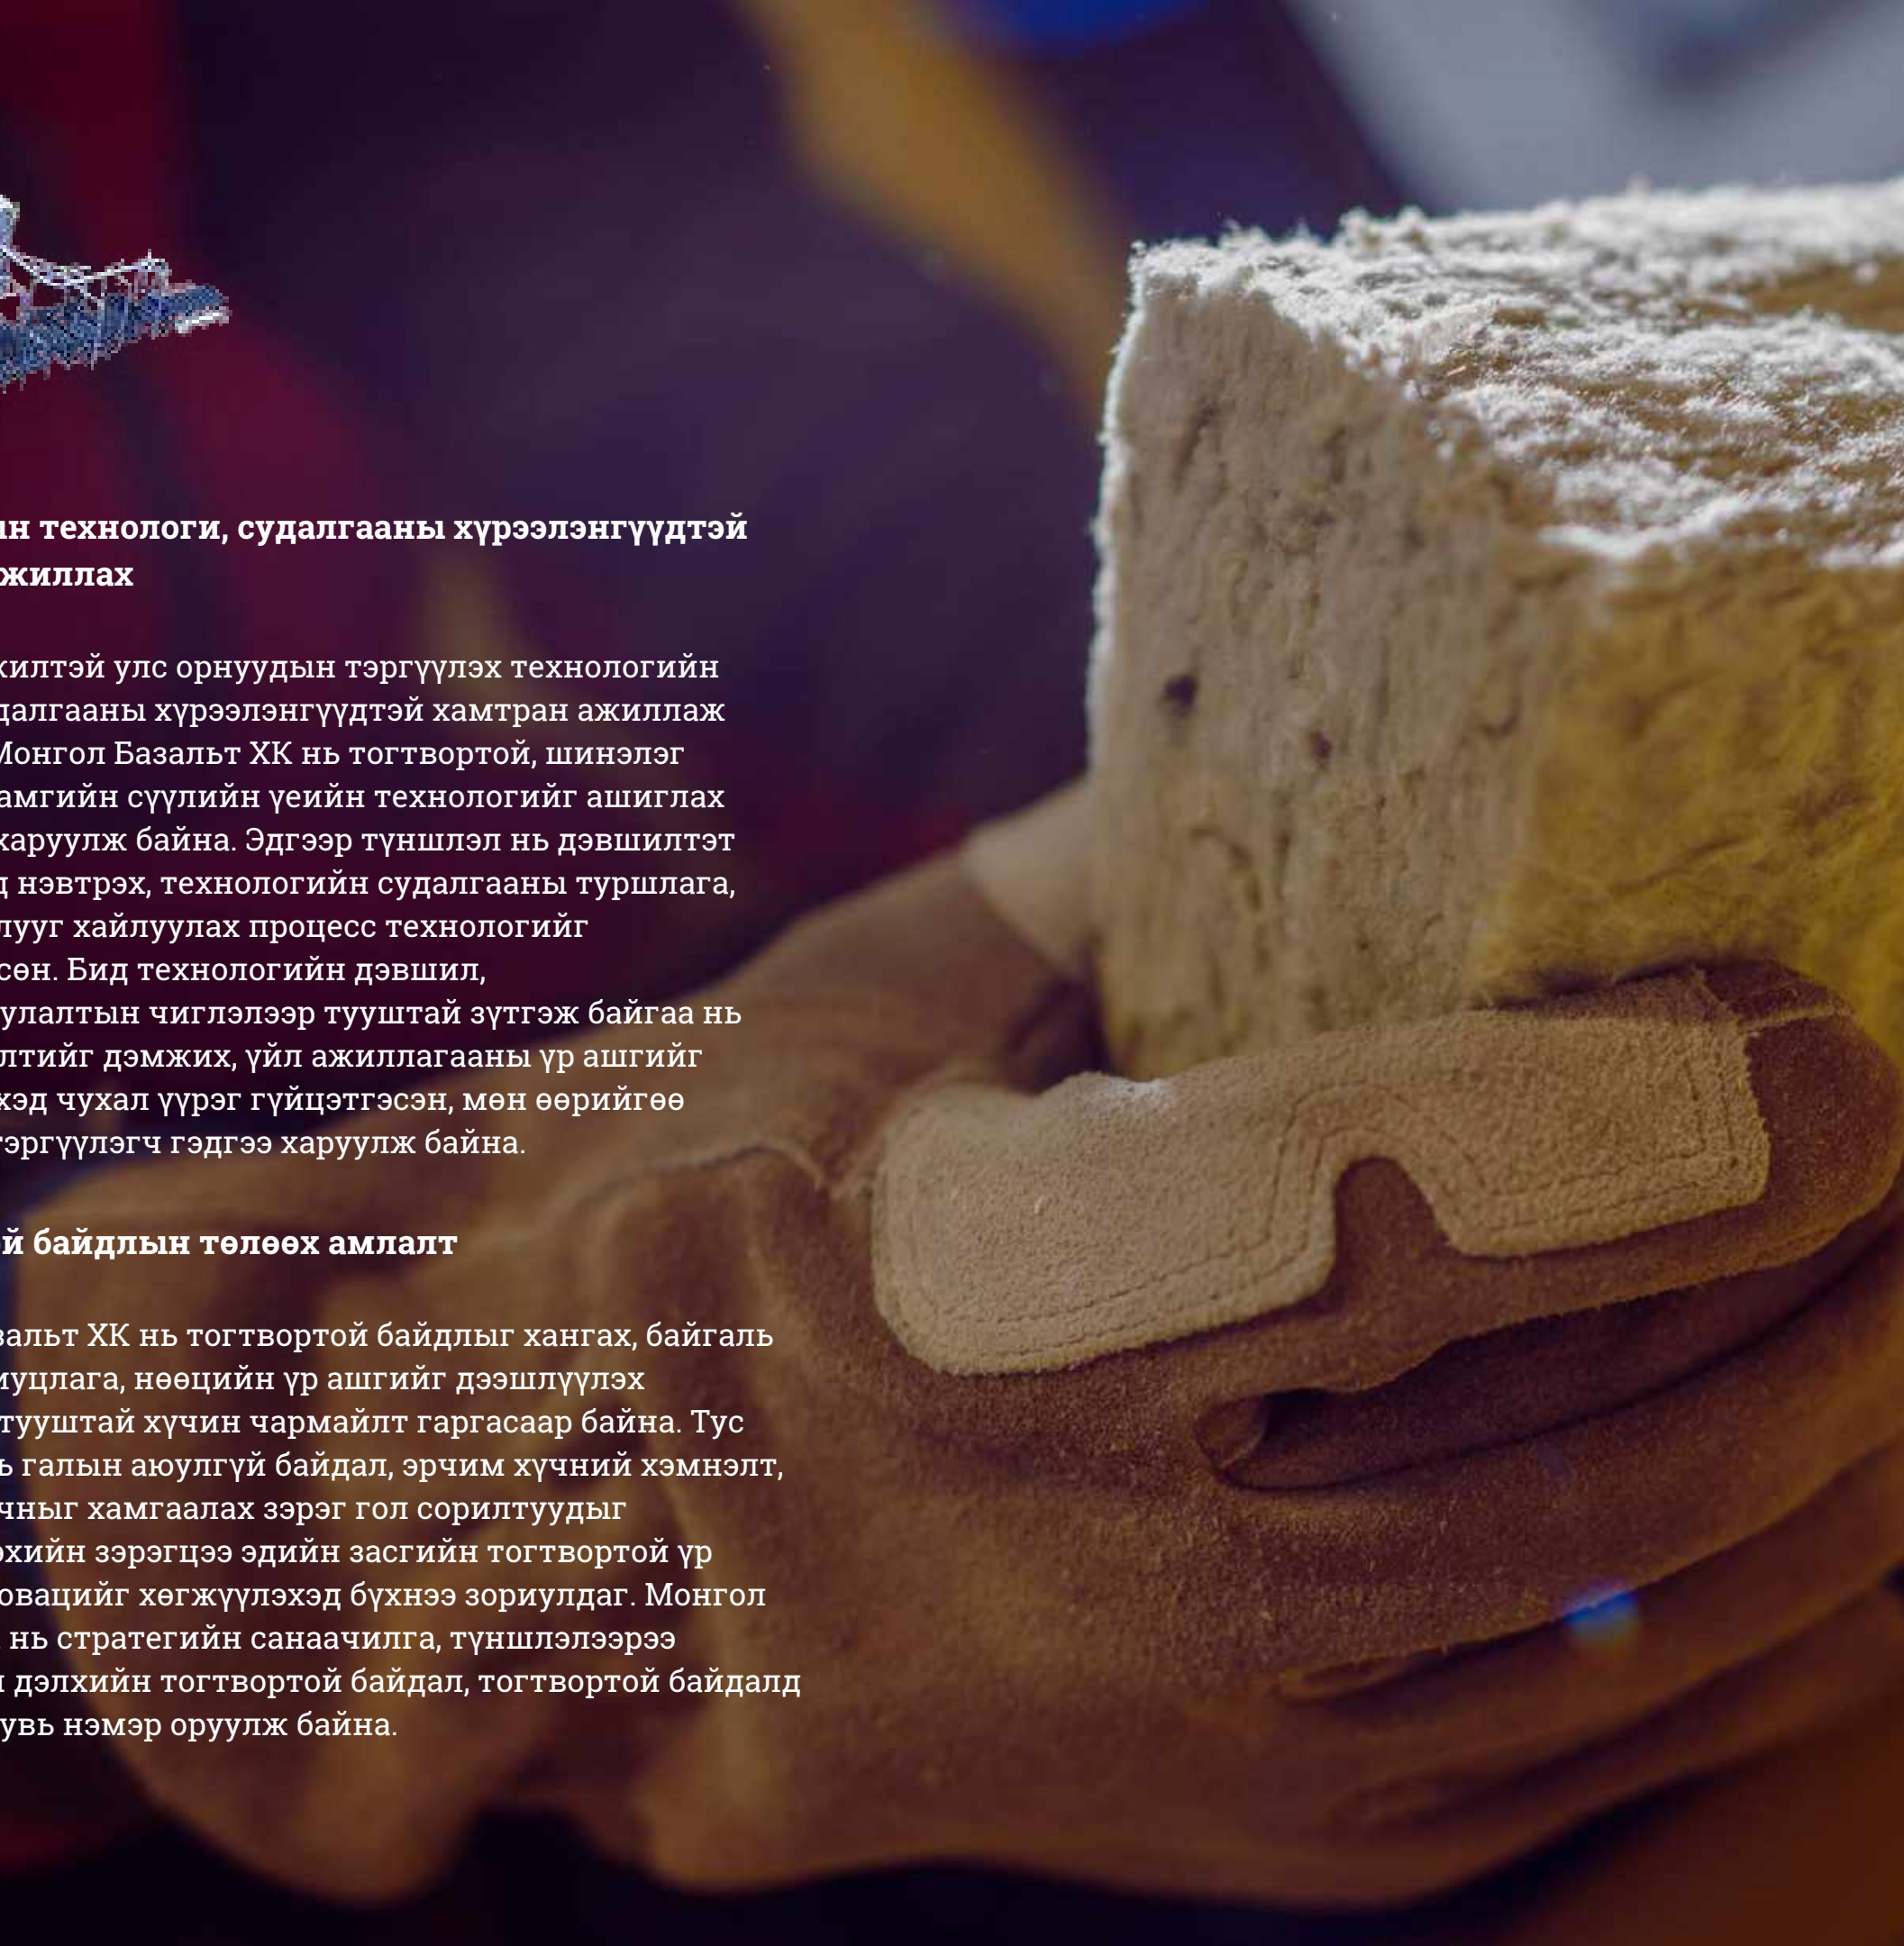 технологи, судалгааны хүрээлэнгүүдтэй
жиллах
улс орнуудын тэргүүлэх технологийн
далгааны хүрээлэнгүүдтэй хамтран ажиллаж
Монгол Базальт ХК нь тогтвортой, шинэлэг
хамгийн сүүлийн үеийн технологийг ашиглах
харуулж байна. Эдгээр түншлэл нь дэвшилтэт
д нэвтрэх, технологийн судалгааны туршлага,
лууг хайлуулах процесс технологийг
сөн. Бид технологийн дэвшил,
улалтын чиглэлээр тууштай зүтгэж байгаа нь
лтийг дэмжих, үйл ажиллагааны үр ашгийг
хэд чухал үүрэг гүйцэтгэсэн, мөн өөрийгөө
тэргүүлэгч гэдгээ харуулж байна.
й байдлын төлөөх амлалт
зальт ХК нь тогтвортой байдлыг хангах, байгаль
иуцлага, нөөцийн үр ашгийг дээшлүүлэх
тууштай хүчин чармайлт гаргасаар байна. Тус
ь галын аюулгүй байдал, эрчим хүчний хэмнэлт,
чныг хамгаалах зэрэг гол сорилтуудыг
эхийн зэрэгцээ эдийн засгийн тогтвортой үр
овацийг хөгжүүлэхэд бүхнээ зориулдаг. Монгол
нь стратегийн санаачилга, түншлэлээрээ
дэлхийн тогтвортой байдал, тогтвортой байдалд
увь нэмэр оруулж байна.